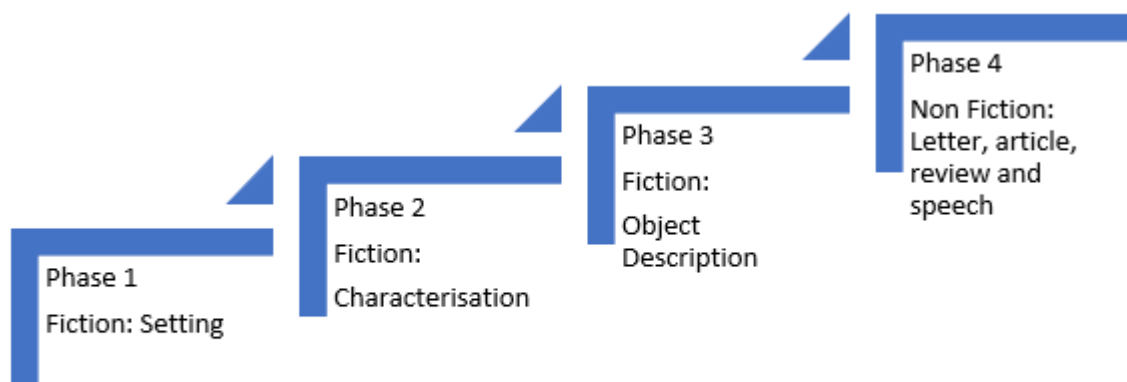 Phase 1
Fiction: Setting
Phase 2
Fiction:
Characterisation
Phase 3
Fiction:
Object
Description
Phase 4
Non Fiction:
Letter, article,
review and
speech